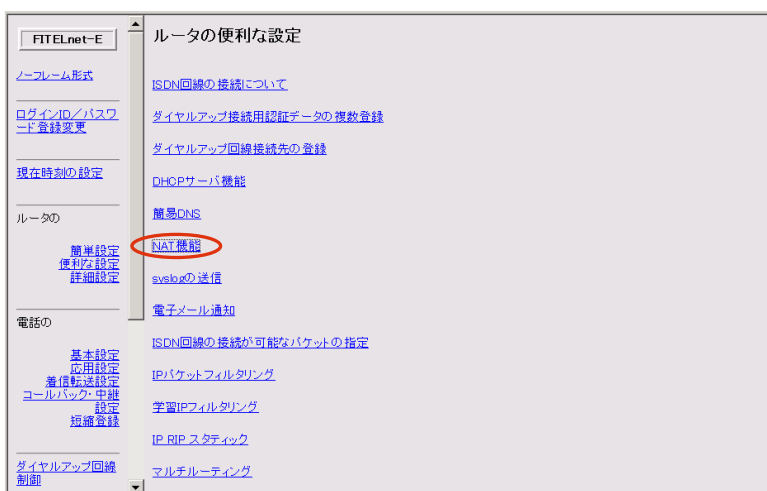 FITELnet-E
ノーフレーム形式
ログインID／パスワ
ード登録変更
現在時刻の設定
ルータの
簡単設定
便利な設定
詳細設定
電話の
基本設定
応用設定
着信転送設定
コールバック・中継
設定
短縮登録
ダイヤルアップ回線
制御
ルータの便利な設定
ISDN回線の接続について
ダイヤルアップ接続用認証データの複数登録
ダイヤルアップ回線接続先の登録
DHCPサーバ機能
簡易DNS
NAT機能
syslogの送信
電子メール通知
ISDN回線の接続が可能なパケットの指定
IPパケットフィルタリング
学習IPフィルタリング
IP RIP スタティック
マルチルーティング